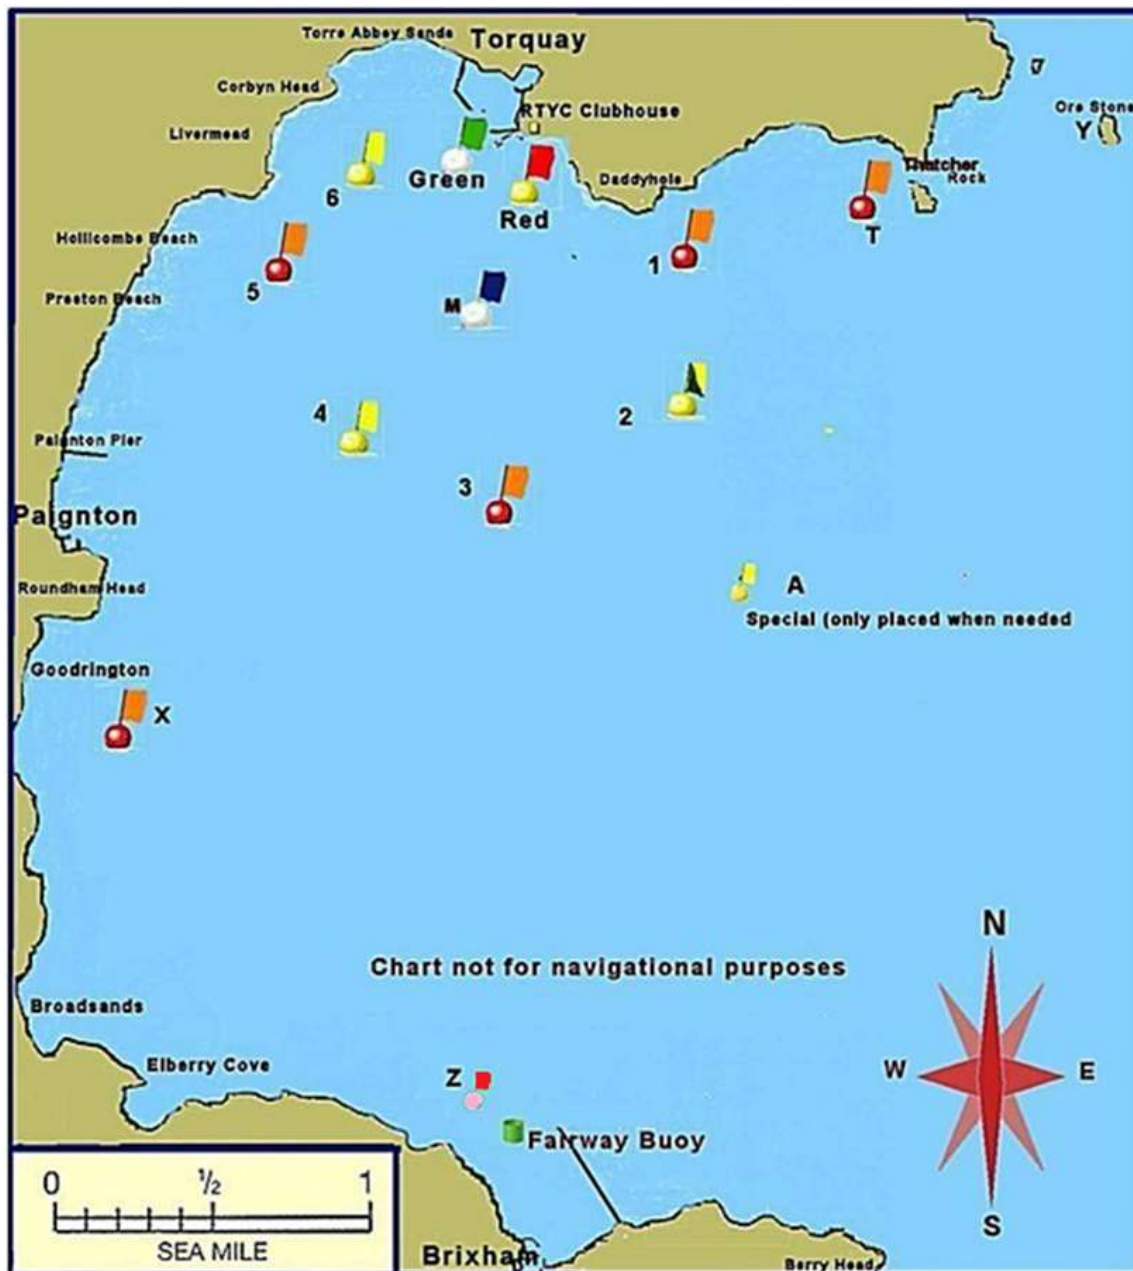 Torre Abbey Sands
Torquay
Corbyn Head
Ore Stone
Y
RTYC Clubhouse
Livermead
Thatcher
Rock
Green
Daddyhole
6
Red
T
Hollicombe Beach
1
5
Preston Beach
M
4
2
Paignton Pier
3
Paignton
Roundham Head
A
Special (only placed when needed
Goodrington
X
N
Chart not for navigational purposes
Broadsands
Elberry Cove
W
E
Z
Fairway Buoy
0
½
1
S
SEA MILE
Brixham
Berry Head